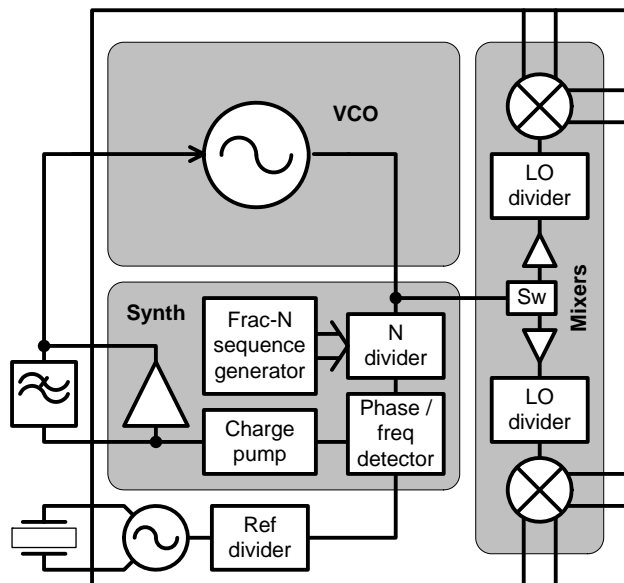 VCO
LO
divider
Sw
Mixers
LO
divider
Synth
Frac-N
sequence
generator
N
divider
Charge
pump
Phase /
freq
detector
Ref
divider